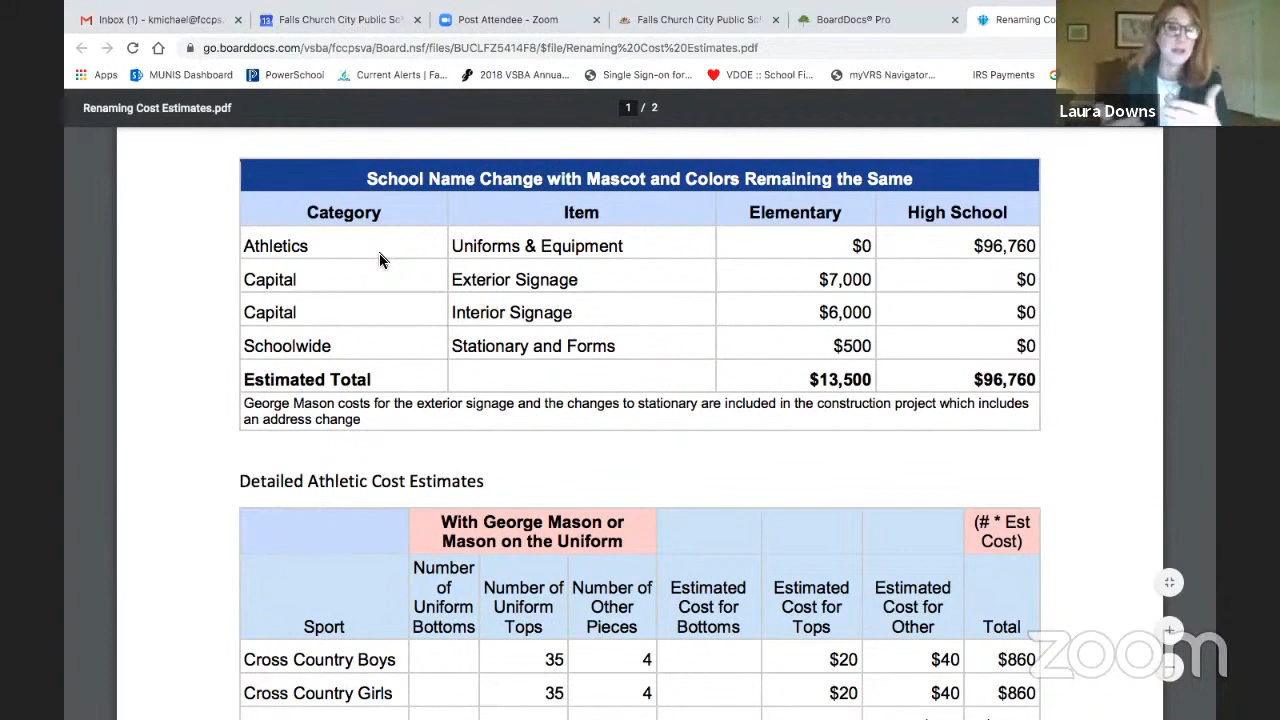 Inbox (1) - kmichael@fccps.
Falls Church City Public Sc
Post Attendee - Zoom
Falls Church City Public Sc
BoardDocs® Pro
Renaming Co
go.boarddocs.com/vsba/fccpsva/Board.nsf/files/BUCLFZ5414F8/$file/Renaming%20Cost%20Estimates.pdf
Apps MUNIS Dashboard PowerSchool Current Alerts | Fa... 2018 VSBA Annua... Single Sign-on for... VDOE :: School Fi... myVRS Navigator... IRS Payments
Renaming Cost Estimates.pdf
1 / 2
Laura Downs
School Name Change with Mascot and Colors Remaining the Same
Category Item Elementary High School
Athletics Uniforms & Equipment $0 $96,760
Capital Exterior Signage $7,000 $0
Capital Interior Signage $6,000 $0
Schoolwide Stationary and Forms $500 $0
Estimated Total $13,500 $96,760
George Mason costs for the exterior signage and the changes to stationary are included in the construction project which includes
an address change
Detailed Athletic Cost Estimates
With George Mason or
Mason on the Uniform
(# * Est
Cost)
Sport
Number
of
Uniform
Bottoms
Number of
Uniform
Tops
Number of
Other
Pieces
Estimated
Cost for
Bottoms
Estimated
Cost for
Tops
Estimated
Cost for
Other
Total
Cross Country Boys 35 4 $20 $40 $860
Cross Country Girls 35 4 $20 $40 $860
zoom